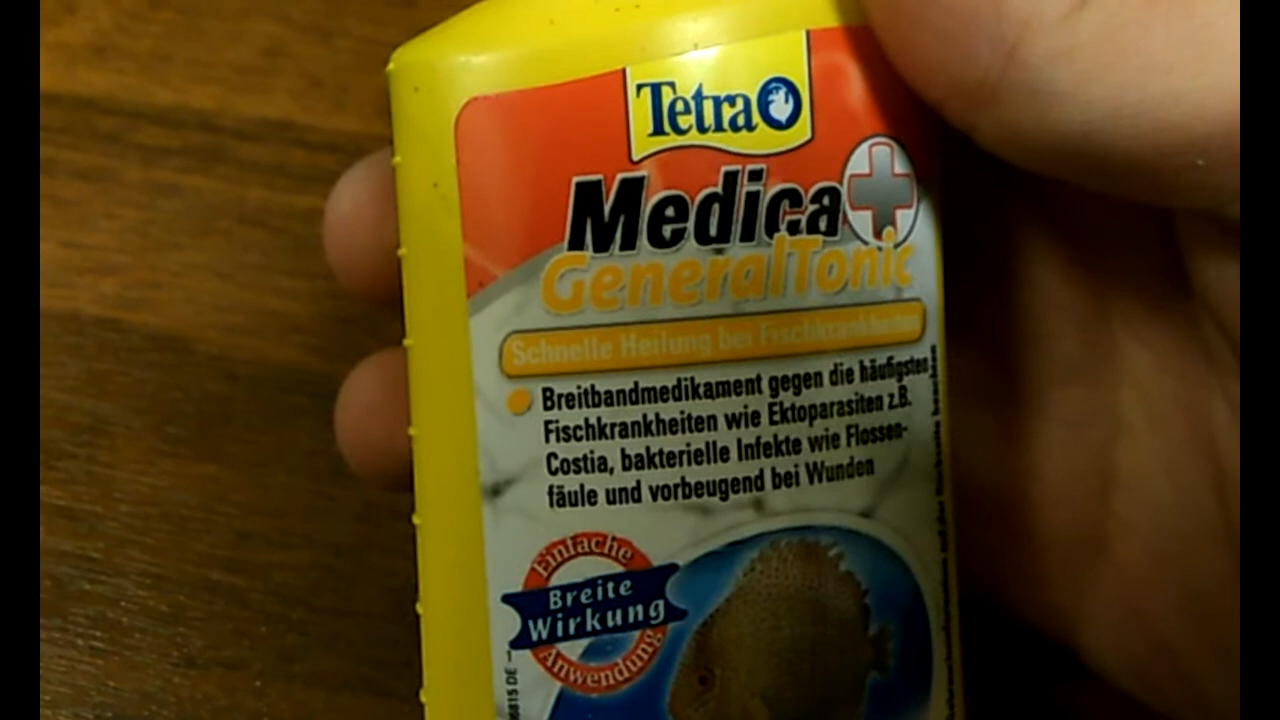 Tetra
Medica
GeneralTonic
Schnelle Heilung bei Fischkrankheiten
Breitbandmedikament gegen die häufigsten
Fischkrankheiten wie Ektoparasiten z.B.
Costia, bakterielle Infekte wie Flossen-
fäule und vorbeugend bei Wunden
Einfache
Breite
Wirkung
Anwendung